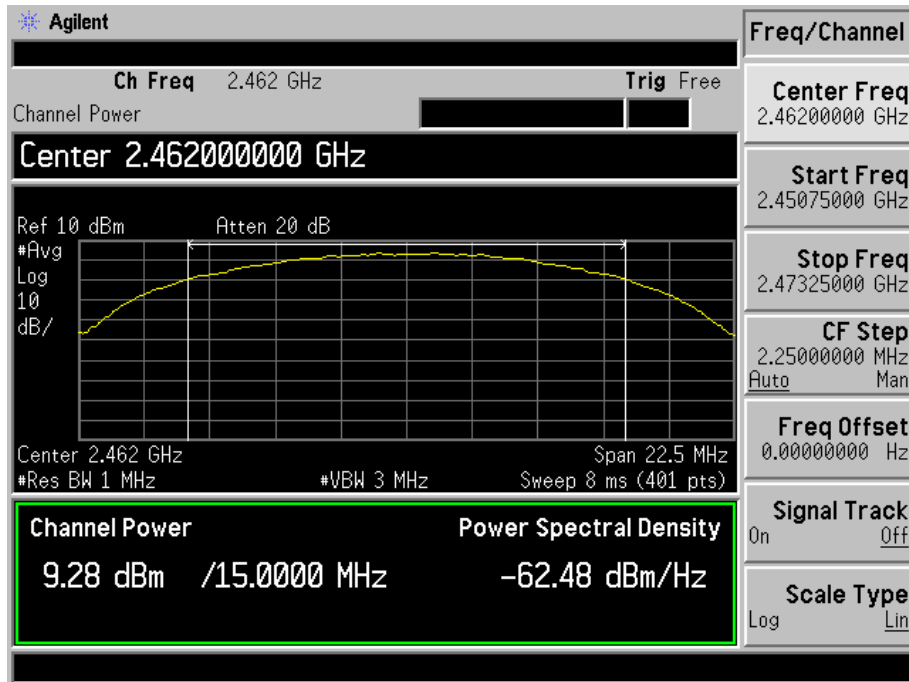 Agilent
Freq/Channel
Ch Freq 2.462 GHz Trig Free
Channel Power
Center 2.462000000 GHz
Ref 10 dBm Atten 20 dB
#Avg
Log
10
dB/
Center 2.462 GHz Span 22.5 MHz
#Res BW 1 MHz #VBW 3 MHz Sweep 8 ms (401 pts)
Channel Power Power Spectral Density
9.28 dBm /15.0000 MHz -62.48 dBm/Hz
Center Freq
2.46200000 GHz
Start Freq
2.45075000 GHz
Stop Freq
2.47325000 GHz
CF Step
2.25000000 MHz
Auto Man
Freq Offset
0.00000000 Hz
Signal Track
On Off
Scale Type
Log Lin